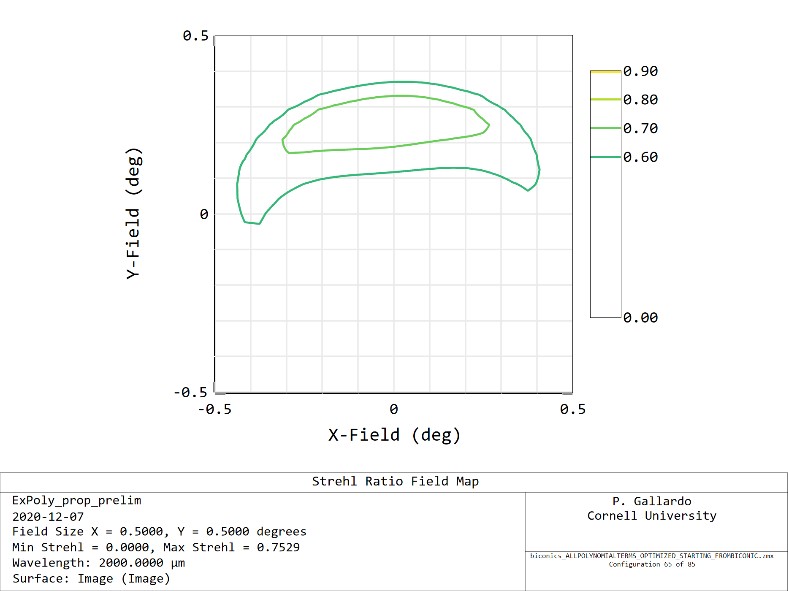 0.5
0
-0.5
Y-Field (deg)
-0.5 0 0.5
X-Field (deg)
0.90
0.80
0.70
0.60
0.00
Strehl Ratio Field Map
ExPoly_prop_prelim
2020-12-07
Field Size X = 0.5000, Y = 0.5000 degrees
Min Strehl = 0.0000, Max Strehl = 0.7529
Wavelength: 2000.0000 µm
Surface: Image (Image)
P. Gallardo
Cornell University
biconics_ALLPOLYNOMIALTERMS_OPTIMIZED_STARTING_FROMBICONIC.zmx
Configuration 65 of 85